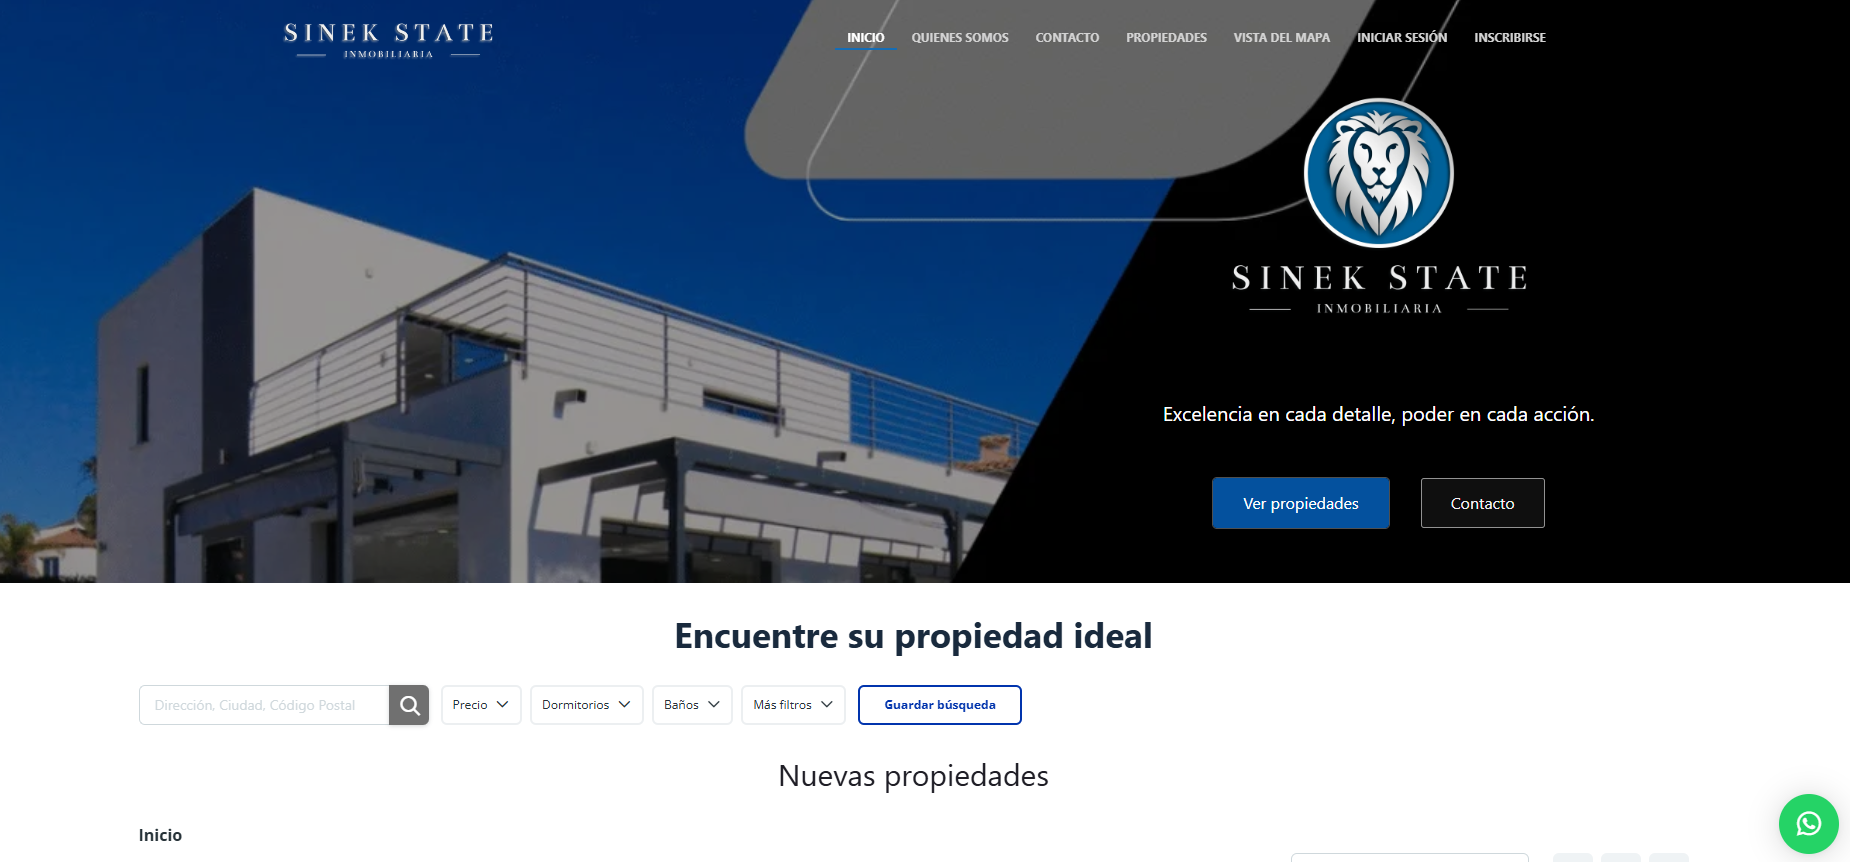 SINEK STATE
INMOBILIARIA
INICIO QUIENES SOMOS CONTACTO PROPIEDADES VISTA DEL MAPA INICIAR SESIÓN INSCRIBIRSE
SINEK STATE
INMOBILIARIA
Excelencia en cada detalle, poder en cada acción.
Ver propiedades Contacto
Encuentre su propiedad ideal
Dirección, Ciudad, Código Postal Precio Dormitorios Baños Más filtros Guardar búsqueda
Nuevas propiedades
Inicio